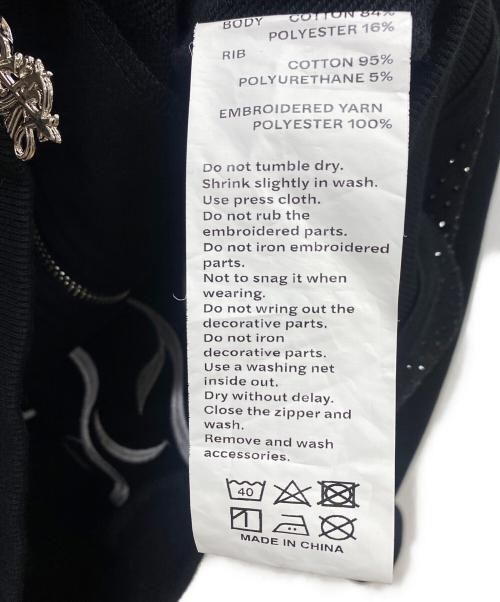 BODY COTTON 84%
POLYESTER 16%
RIB
COTTON 95%
POLYURETHANE 5%
EMBROIDERED YARN
POLYESTER 100%
Do not tumble dry.
Shrink slightly in wash.
Use press cloth.
Do not rub the
embroidered parts.
Do not iron embroidered
parts.
Not to snag it when
wearing.
Do not wring out the
decorative parts.
Do not iron
decorative parts.
Use a washing net
inside out.
Dry without delay.
Close the zipper and
wash.
Remove and wash
accessories.
40
MADE IN CHINA